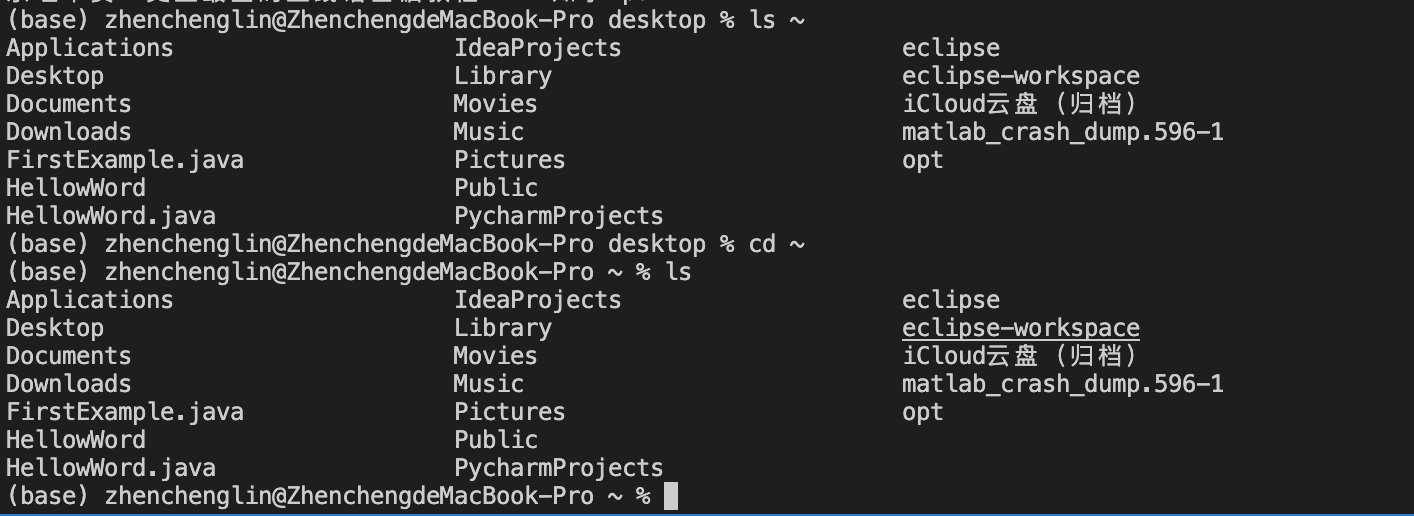 (base) zhenchenglin@ZhenchengdeMacBook-Pro desktop % ls ~
Applications IdeaProjects eclipse
Desktop Library eclipse-workspace
Documents Movies iCloud云盘（归档）
Downloads Music matlab_crash_dump.596-1
FirstExample.java Pictures opt
HellowWord Public
HellowWord.java PycharmProjects
(base) zhenchenglin@ZhenchengdeMacBook-Pro desktop % cd ~
(base) zhenchenglin@ZhenchengdeMacBook-Pro ~ % ls
Applications IdeaProjects eclipse
Desktop Library eclipse-workspace
Documents Movies iCloud云盘（归档）
Downloads Music matlab_crash_dump.596-1
FirstExample.java Pictures opt
HellowWord Public
HellowWord.java PycharmProjects
(base) zhenchenglin@ZhenchengdeMacBook-Pro ~ %